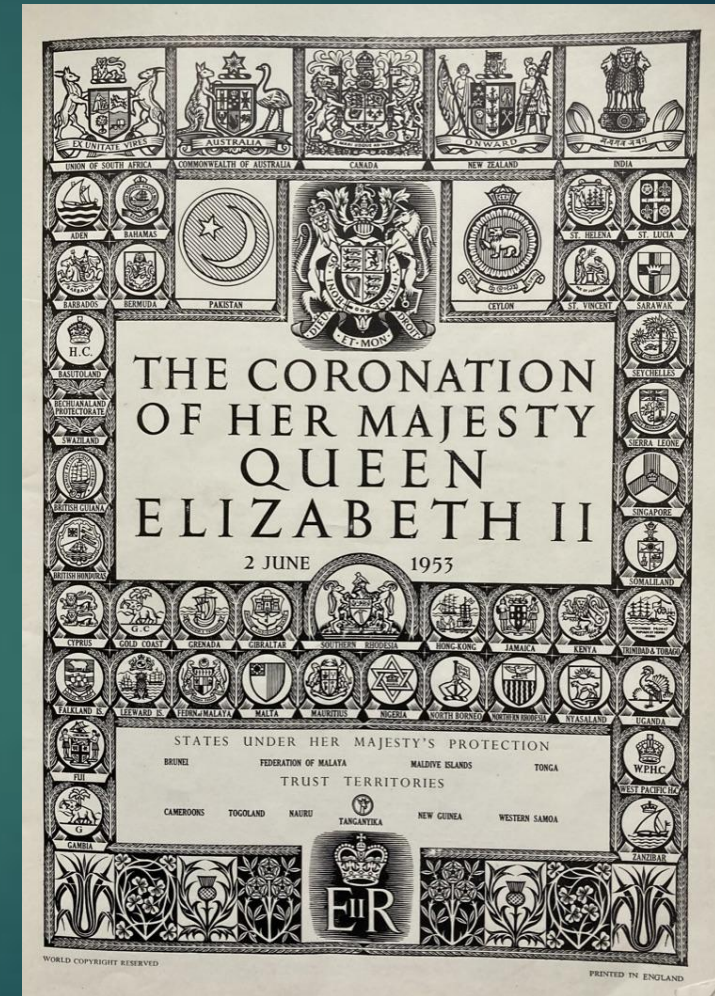 EX UNITATE VIRES
AUSTRALIA
ONWARD
सत्यमेव जयते
UNION OF SOUTH AFRICA
COMMONWEALTH OF AUSTRALIA
CANADA
NEW ZEALAND
INDIA
ADEN
BAHAMAS
ST. HELENA
ST. LUCIA
BARBADOS
BERMUDA
PAKISTAN
DIEU
·ET·MON·
DROIT
CEYLON
ST. VINCENT
SARAWAK
H.C.
BASUTOLAND
BECHUANALAND
PROTECTORATE
SWAZILAND
BRITISH GUIANA
BRITISH HONDURAS
THE CORONATION
OF HER MAJESTY
QUEEN
ELIZABETH II
2 JUNE 1953
SEYCHELLES
SIERRA LEONE
SINGAPORE
SOMALILAND
G.C
CYPRUS
GOLD COAST
GRENADA
GIBRALTAR
SOUTHERN RHODESIA
HONG-KONG
JAMAICA
KENYA
TRINIDAD & TOBAGO
FALKLAND IS.
LEEWARD IS.
FEDRN OF MALAYA
MALTA
MAURITIUS
NIGERIA
NORTH BORNEO
NORTHERN RHODESIA
NYASALAND
UGANDA
FIJI
G
GAMBIA
STATES UNDER HER MAJESTY'S PROTECTION
BRUNEI FEDERATION OF MALAYA MALDIVE ISLANDS TONGA
TRUST TERRITORIES
CAMEROONS TOGOLAND NAURU TANGANYIKA NEW GUINEA WESTERN SAMOA
W.P.H.C.
WEST PACIFIC H.C
ZANZIBAR
EIIR
WORLD COPYRIGHT RESERVED
PRINTED IN ENGLAND